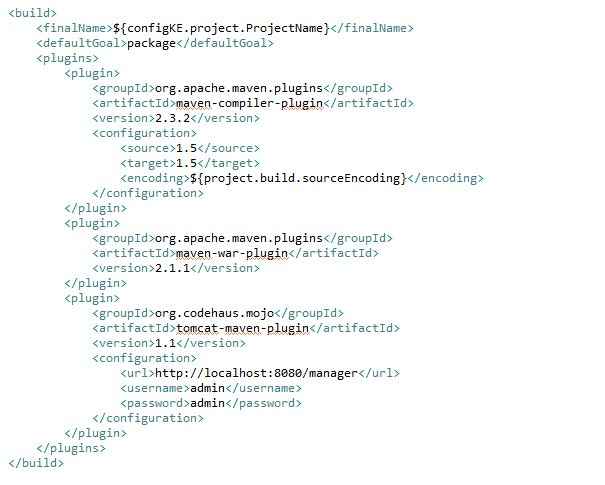 <build>
    <finalName>${configKE.project.ProjectName}</finalName>
    <defaultGoal>package</defaultGoal>
    <plugins>
        <plugin>
            <groupId>org.apache.maven.plugins</groupId>
            <artifactId>maven-compiler-plugin</artifactId>
            <version>2.3.2</version>
            <configuration>
                <source>1.5</source>
                <target>1.5</target>
                <encoding>${project.build.sourceEncoding}</encoding>
            </configuration>
        </plugin>
        <plugin>
            <groupId>org.apache.maven.plugins</groupId>
            <artifactId>maven-war-plugin</artifactId>
            <version>2.1.1</version>
        </plugin>
        <plugin>
            <groupId>org.codehaus.mojo</groupId>
            <artifactId>tomcat-maven-plugin</artifactId>
            <version>1.1</version>
            <configuration>
                <url>http://localhost:8080/manager</url>
                <username>admin</username>
                <password>admin</password>
            </configuration>
        </plugin>
    </plugins>
</build>